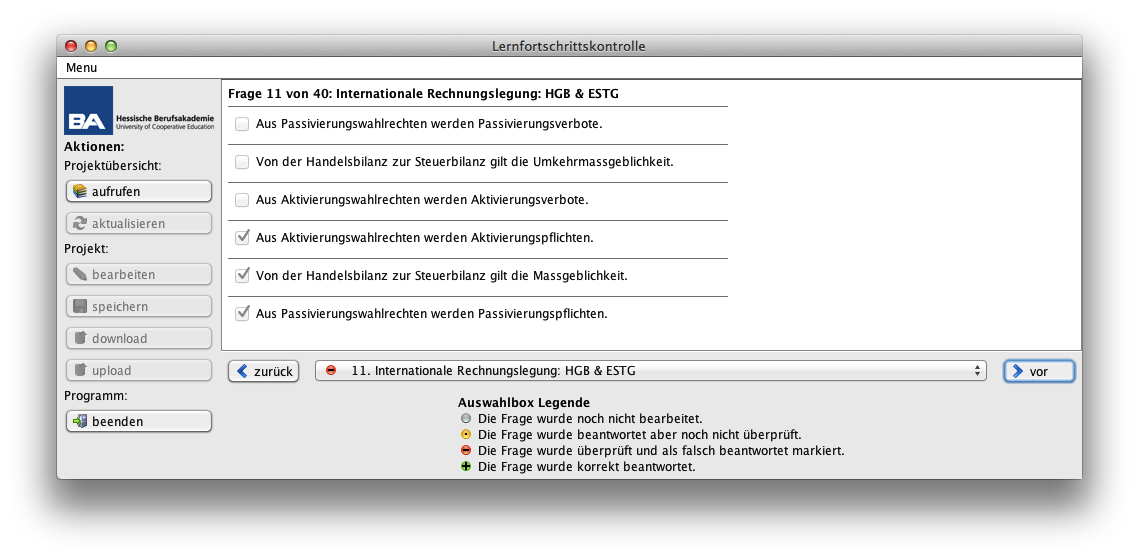 Lernfortschrittskontrolle
Menu
BA Hessische Berufsakademie
University of Cooperative Education
Aktionen:
Projektübersicht:
aufrufen
aktualisieren
Projekt:
bearbeiten
speichern
download
upload
Programm:
beenden
Frage 11 von 40: Internationale Rechnungslegung: HGB & ESTG
Aus Passivierungswahlrechten werden Passivierungsverbote.
Von der Handelsbilanz zur Steuerbilanz gilt die Umkehrmassgeblichkeit.
Aus Aktivierungswahlrechten werden Aktivierungsverbote.
Aus Aktivierungswahlrechten werden Aktivierungspflichten.
Von der Handelsbilanz zur Steuerbilanz gilt die Massgeblichkeit.
Aus Passivierungswahlrechten werden Passivierungspflichten.
zurück
11. Internationale Rechnungslegung: HGB & ESTG
vor
Auswahlbox Legende
Die Frage wurde noch nicht bearbeitet.
Die Frage wurde beantwortet aber noch nicht überprüft.
Die Frage wurde überprüft und als falsch beantwortet markiert.
Die Frage wurde korrekt beantwortet.